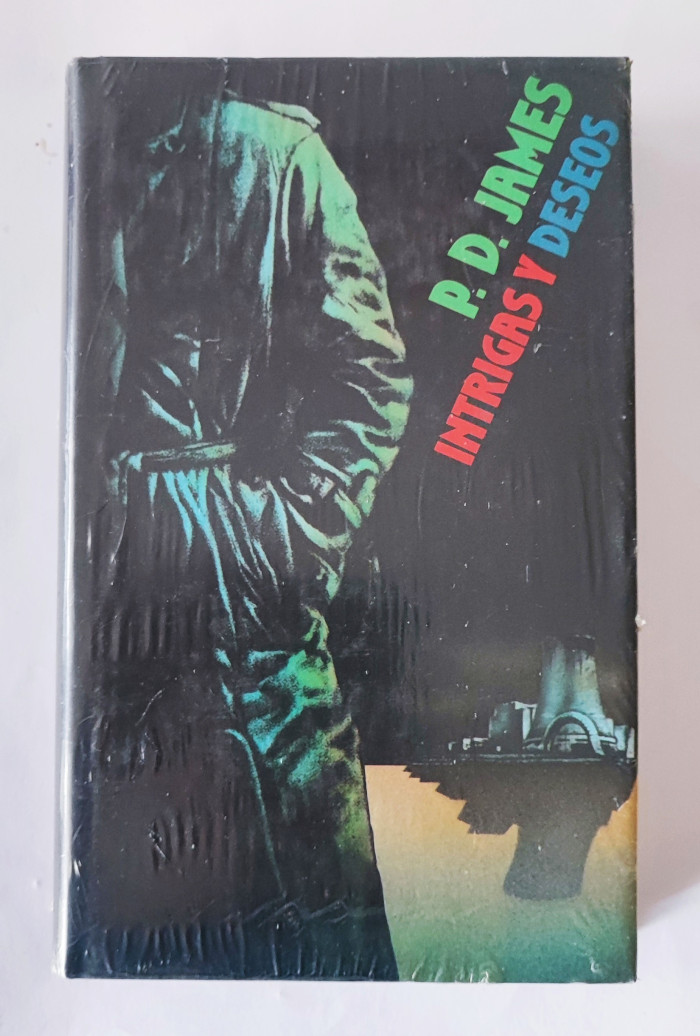 P. D. JAMES
INTRIGAS Y DESEOS